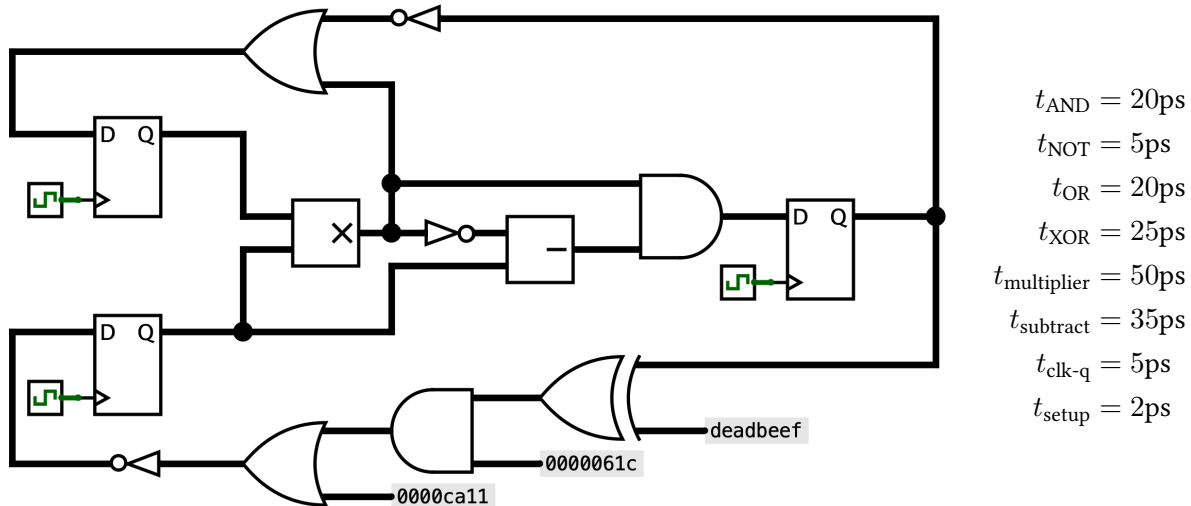 D Q
D Q
D Q
×
−
deadbeef
0000061c
0000ca11
t_AND = 20ps
t_NOT = 5ps
t_OR = 20ps
t_XOR = 25ps
t_multiplier = 50ps
t_subtract = 35ps
t_clk-q = 5ps
t_setup = 2ps